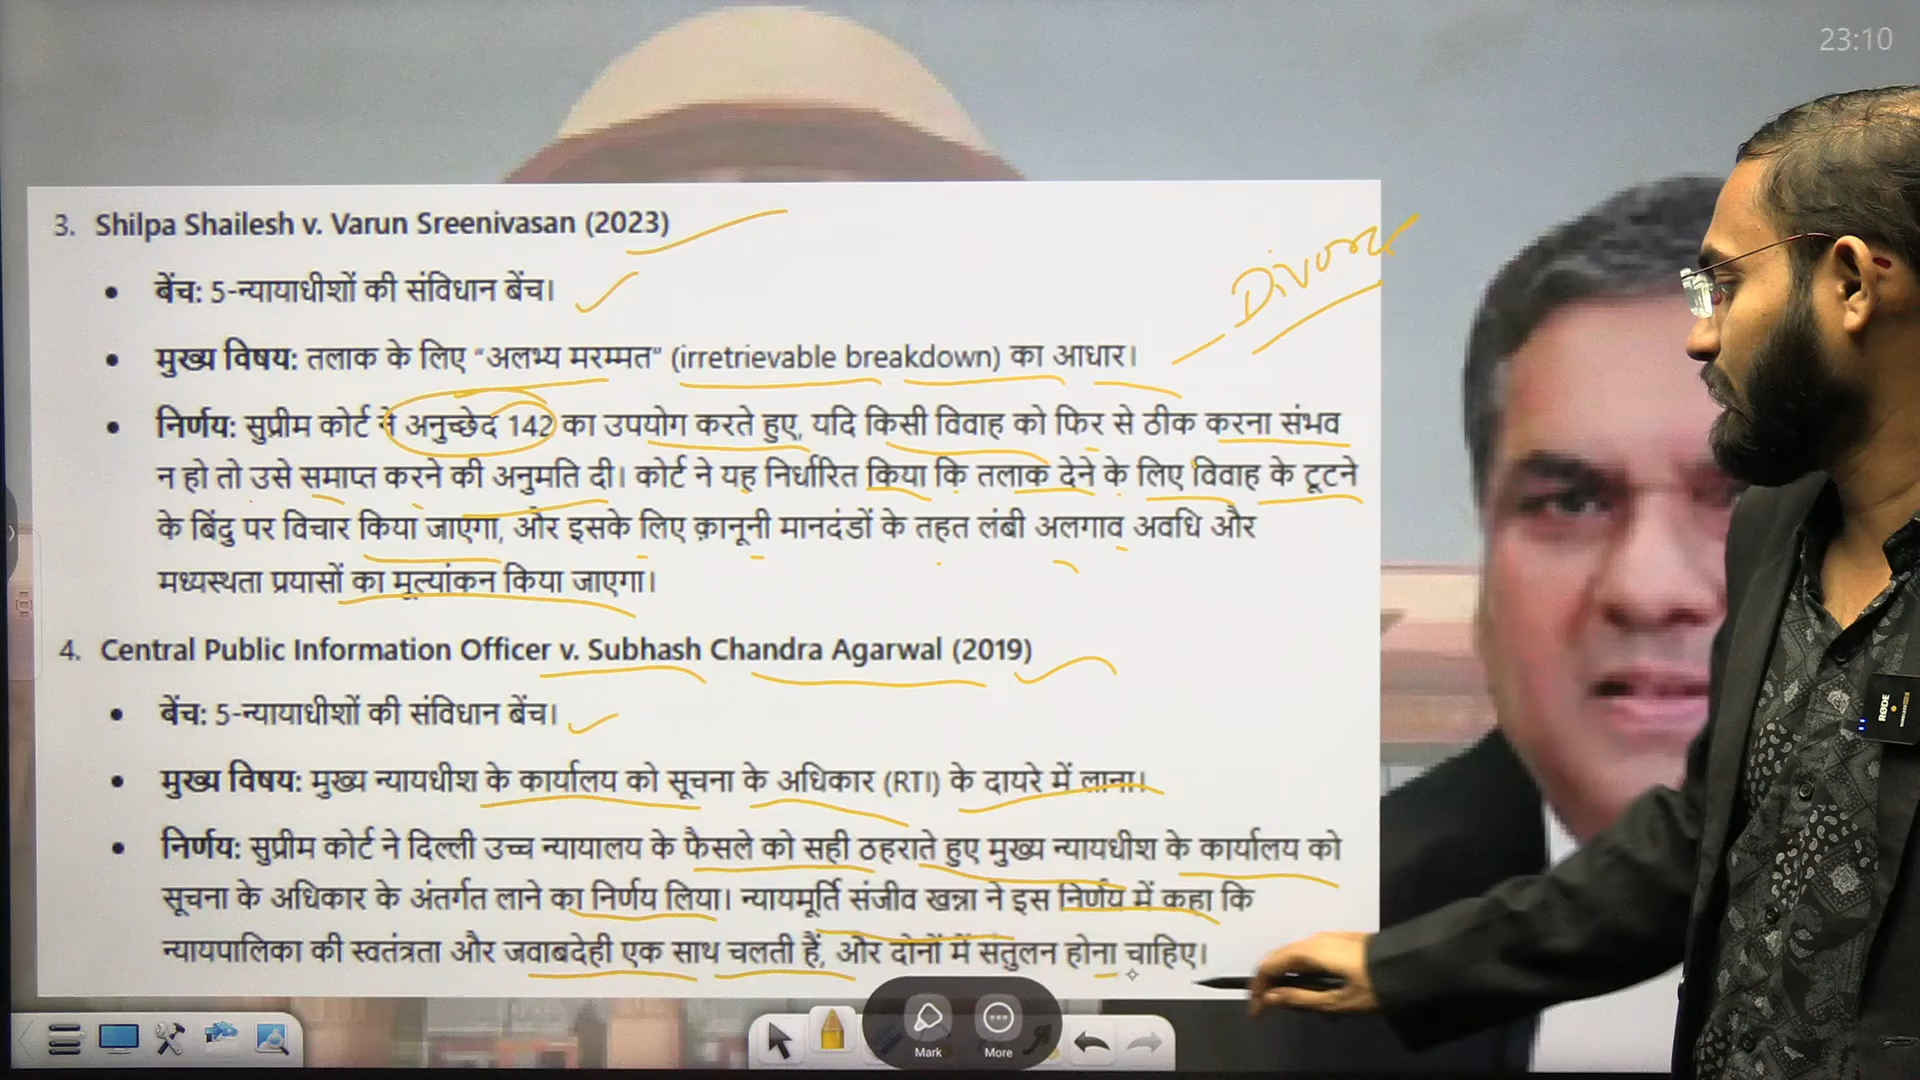 23:10
3. Shilpa Shailesh v. Varun Sreenivasan (2023)
• बेंच: 5-न्यायाधीशों की संविधान बेंच।
Divorce
• मुख्य विषय: तलाक के लिए "अलभ्य मरम्मत" (irretrievable breakdown) का आधार।
• निर्णय: सुप्रीम कोर्ट ने अनुच्छेद 142 का उपयोग करते हुए, यदि किसी विवाह को फिर से ठीक करना संभव
न हो तो उसे समाप्त करने की अनुमति दी। कोर्ट ने यह निर्धारित किया कि तलाक देने के लिए विवाह के टूटने
के बिंदु पर विचार किया जाएगा, और इसके लिए क़ानूनी मानदंडों के तहत लंबी अलगाव अवधि और
मध्यस्थता प्रयासों का मूल्यांकन किया जाएगा।
4. Central Public Information Officer v. Subhash Chandra Agarwal (2019)
• बेंच: 5-न्यायाधीशों की संविधान बेंच।
• मुख्य विषय: मुख्य न्यायधीश के कार्यालय को सूचना के अधिकार (RTI) के दायरे में लाना।
• निर्णय: सुप्रीम कोर्ट ने दिल्ली उच्च न्यायालय के फैसले को सही ठहराते हुए मुख्य न्यायधीश के कार्यालय को
सूचना के अधिकार के अंतर्गत लाने का निर्णय लिया। न्यायमूर्ति संजीव खन्ना ने इस निर्णय में कहा कि
न्यायपालिका की स्वतंत्रता और जवाबदेही एक साथ चलती हैं, और दोनों में संतुलन होना चाहिए।
RØDE
Mark
More